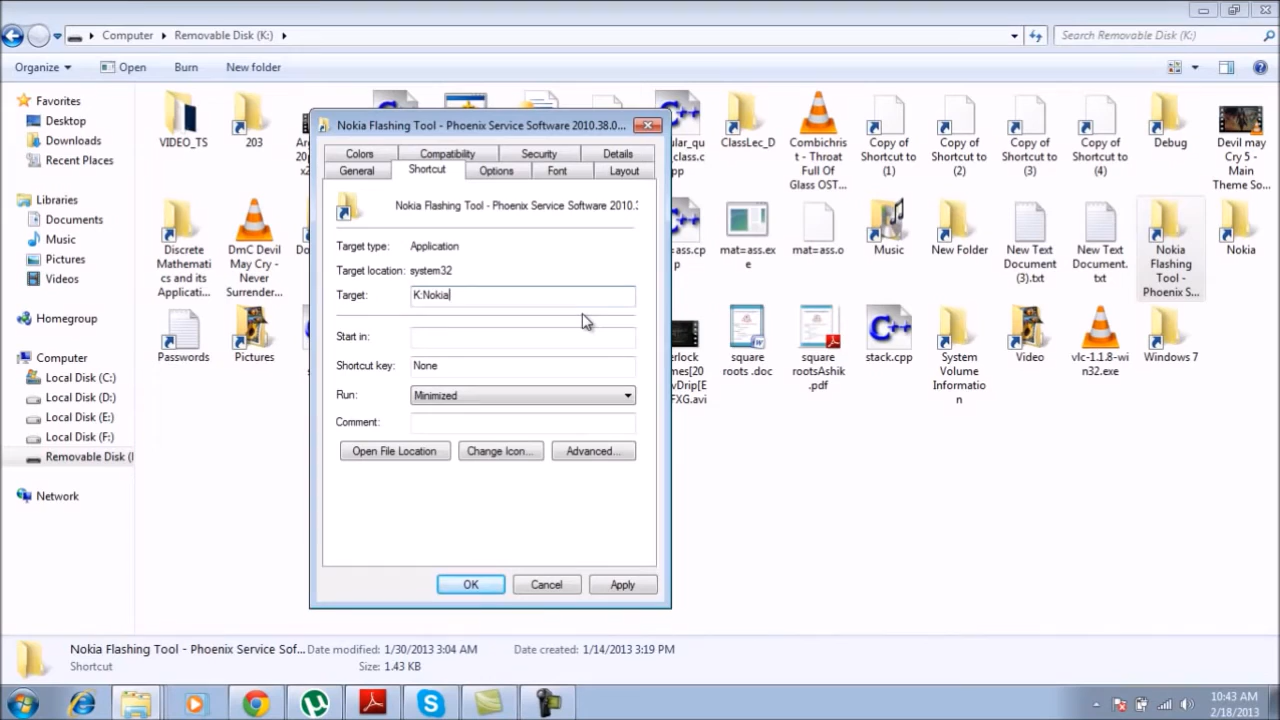 Computer Removable Disk (K:)
Search Removable Disk (K:)
Organize Open Burn New folder
Favorites
Desktop
Downloads
Recent Places
Libraries
Documents
Music
Pictures
Videos
Homegroup
Computer
Local Disk (C:)
Local Disk (D:)
Local Disk (E:)
Local Disk (F:)
Removable Disk (
Network
VIDEO_TS
203
ClassLec_D
Combichris
t - Throat
Full Of
Glass OST...
Copy of
Shortcut to
(1)
Copy of
Shortcut to
(2)
Copy of
Shortcut to
(3)
Copy of
Shortcut to
(4)
Debug
Devil may
Cry 5 -
Main
Theme So...
Discrete
Mathemati
cs and its
Applicati...
DmC Devil
May Cry -
Never
Surrender...
mat=ass.ex
e
mat=ass.o
Music
New Folder
New Text
Document
(3).txt
New Text
Document.
txt
Nokia
Flashing
Tool -
Phoenix S...
Nokia
Passwords
Pictures
square
roots .doc
square
rootsAshik
.pdf
stack.cpp
System
Volume
Informatio
n
Video
vlc-1.1.8-wi
n32.exe
Windows 7
Nokia Flashing Tool - Phoenix Service Software 2010.38.0...
Colors Compatibility Security Details
General Shortcut Options Font Layout
Nokia Flashing Tool - Phoenix Service Software 2010.
Target type: Application
Target location: system32
Target: K:Nokia
Start in:
Shortcut key: None
Run: Minimized
Comment:
Open File Location Change Icon... Advanced...
OK Cancel Apply
Nokia Flashing Tool - Phoenix Service Sof... Date modified: 1/30/2013 3:04 AM Date created: 1/14/2013 3:19 PM
Shortcut Size: 1.43 KB
10:43 AM
2/18/2013